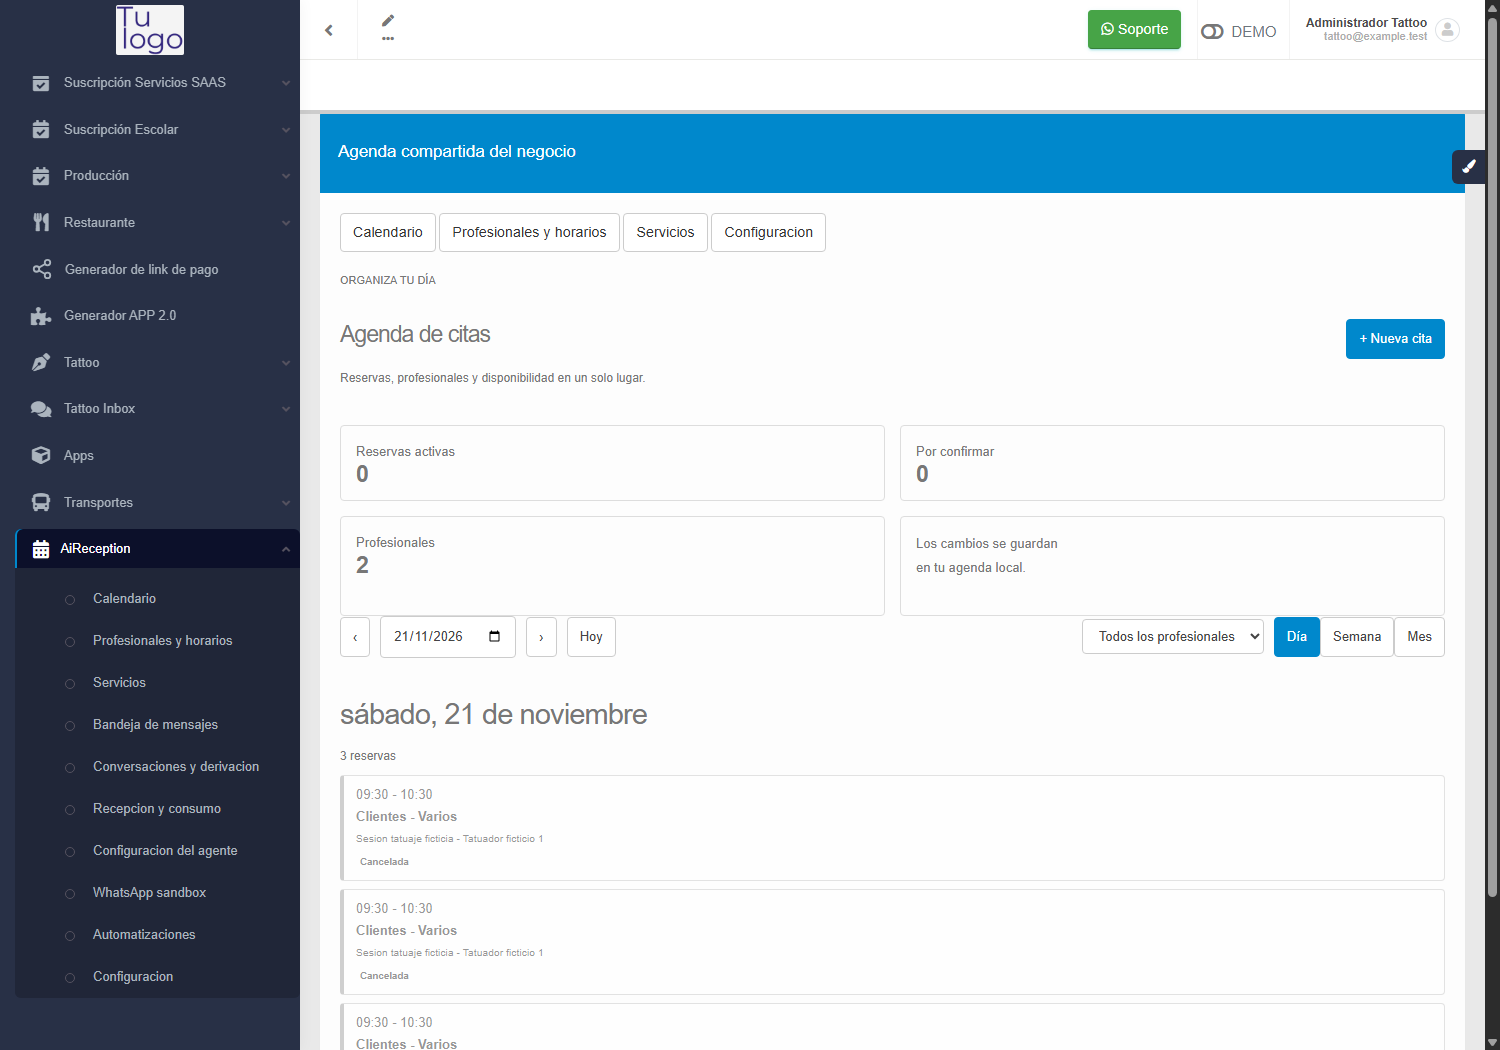 Tu
logo
Suscripción Servicios SAAS
Suscripción Escolar
Producción
Restaurante
Generador de link de pago
Generador APP 2.0
Tattoo
Tattoo Inbox
Apps
Transportes
AiReception
Calendario
Profesionales y horarios
Servicios
Bandeja de mensajes
Conversaciones y derivacion
Recepcion y consumo
Configuracion del agente
WhatsApp sandbox
Automatizaciones
Configuracion
Soporte
DEMO
Administrador Tattoo
tattoo@example.test
Agenda compartida del negocio
Calendario
Profesionales y horarios
Servicios
Configuracion
ORGANIZA TU DÍA
Agenda de citas
+ Nueva cita
Reservas, profesionales y disponibilidad en un solo lugar.
Reservas activas
0
Por confirmar
0
Profesionales
2
Los cambios se guardan
en tu agenda local.
‹
21/11/2026
›
Hoy
Todos los profesionales
Día
Semana
Mes
sábado, 21 de noviembre
3 reservas
09:30 - 10:30
Clientes - Varios
Sesion tatuaje ficticia - Tatuador ficticio 1
Cancelada
09:30 - 10:30
Clientes - Varios
Sesion tatuaje ficticia - Tatuador ficticio 1
Cancelada
09:30 - 10:30
Clientes - Varios